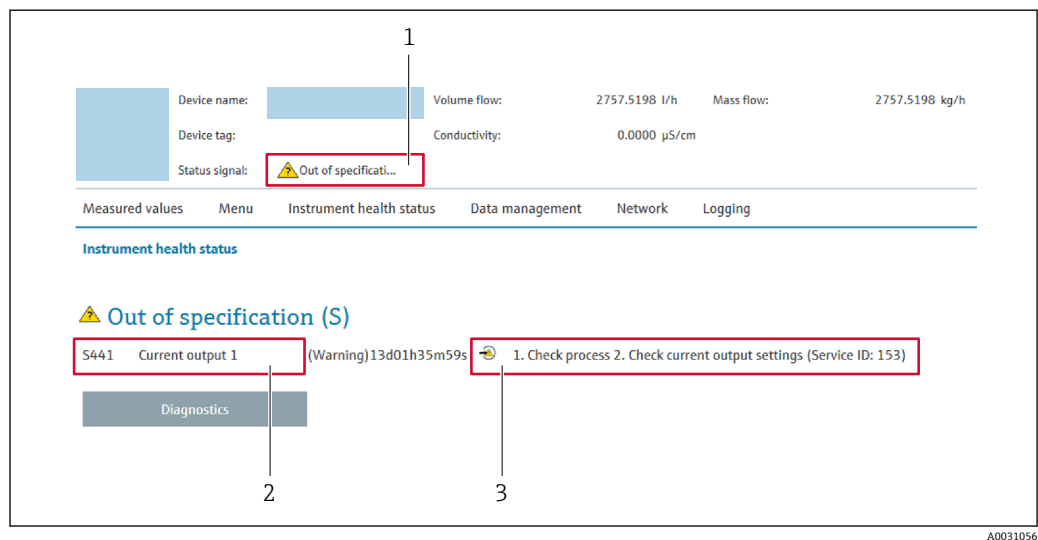 1
Device name: Volume flow: 2757.5198 l/h Mass flow: 2757.5198 kg/h
Device tag: Conductivity: 0.0000 µS/cm
Status signal: Out of specificati...
Measured values Menu Instrument health status Data management Network Logging
Instrument health status
Out of specification (S)
S441 Current output 1 (Warning)13d01h35m59s 1. Check process 2. Check current output settings (Service ID: 153)
Diagnostics
2 3
A0031056